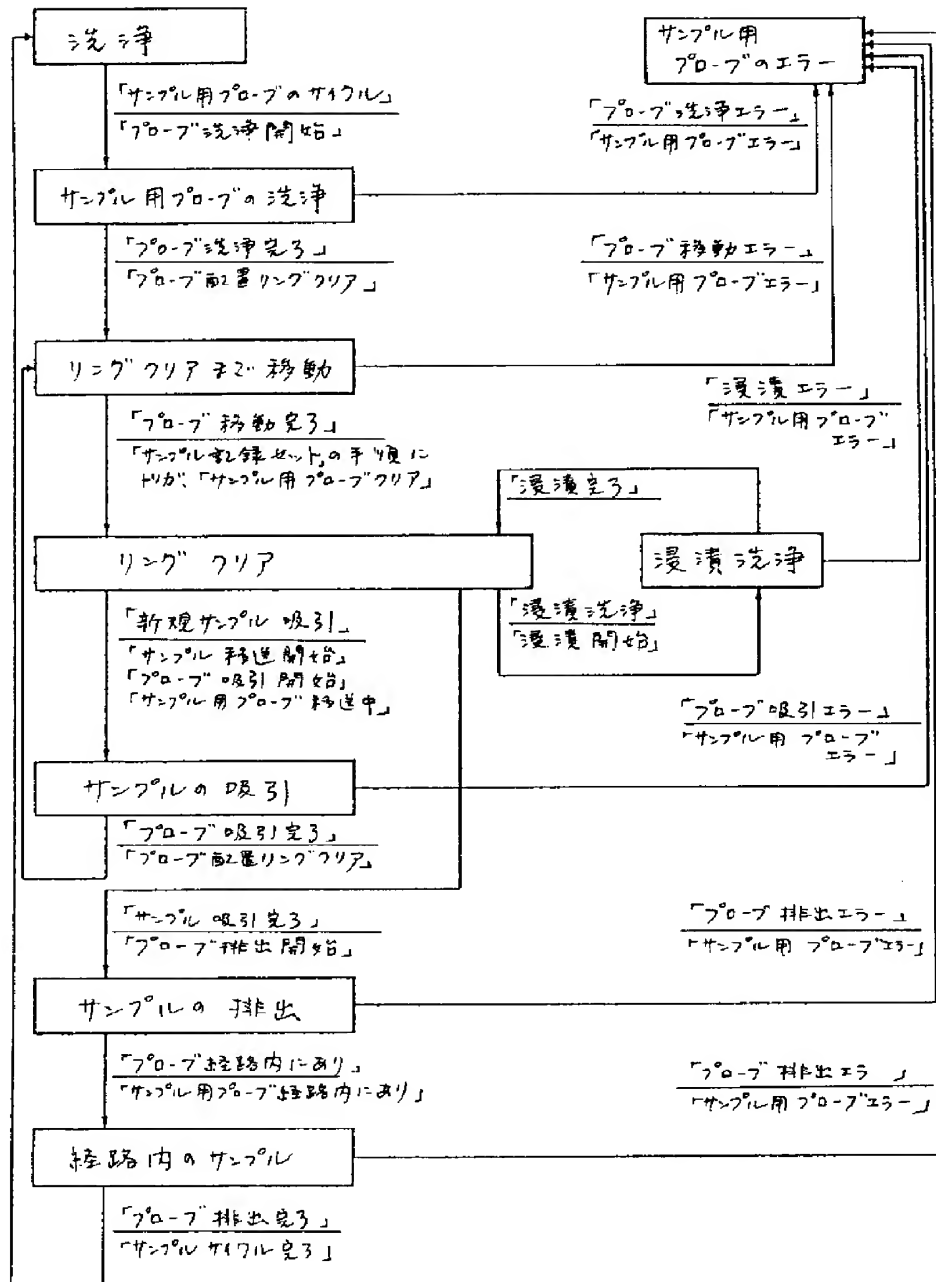 洗浄
サンプル用
プローブのエラー
「サンプル用プローブのサイクル」
「プローブ洗浄開始」
「プローブ洗浄エラー」
「サンプル用プローブエラー」
サンプル用プローブの洗浄
「プローブ洗浄完了」
「プローブ配置リングクリア」
「プローブ移動エラー」
「サンプル用プローブエラー」
リングクリアまで移動
「プローブ移動完了」
「サンプル記録セット」の手順に
トリガ、「サンプル用プローブクリア」
「浸漬エラー」
「サンプル用プローブ
エラー」
「浸漬完了」
リングクリア
浸漬洗浄
「新規サンプル吸引」
「サンプル移送開始」
「プローブ吸引開始」
「サンプル用プローブ移送中」
「浸漬洗浄」
「浸漬開始」
「プローブ吸引エラー」
「サンプル用プローブ
エラー」
サンプルの吸引
「プローブ吸引完了」
「プローブ配置リングクリア」
「サンプル吸引完了」
「プローブ排出開始」
「プローブ排出エラー」
「サンプル用プローブエラー」
サンプルの排出
「プローブ経路内にあり」
「サンプル用プローブ経路内にあり」
「プローブ排出エラ 」
「サンプル用プローブエラー」
経路内のサンプル
「プローブ排出完了」
「サンプルサイクル完了」